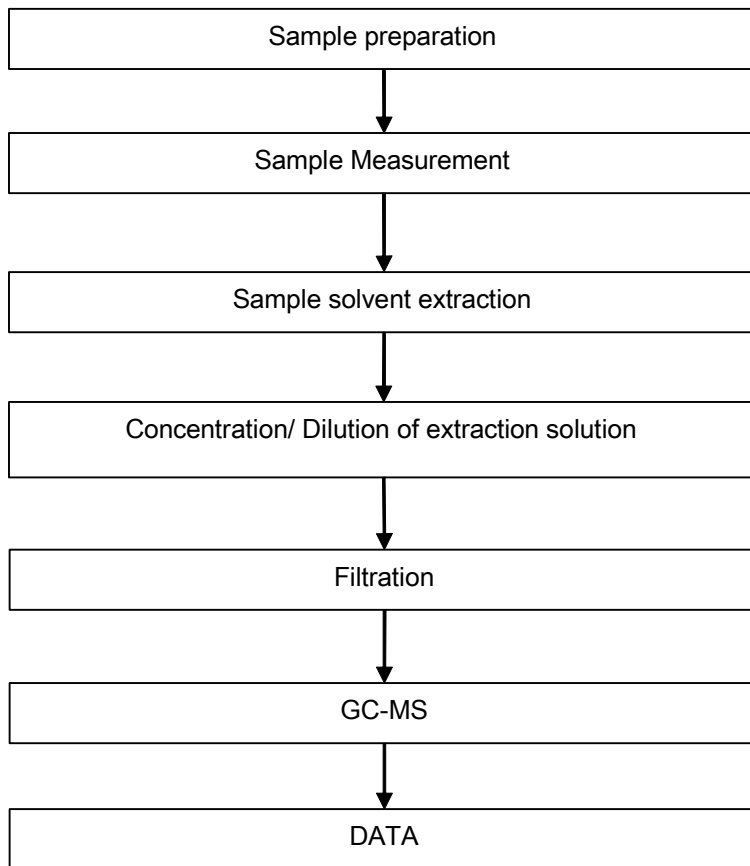 Sample preparation
Sample Measurement
Sample solvent extraction
Concentration/ Dilution of extraction solution
Filtration
GC-MS
DATA